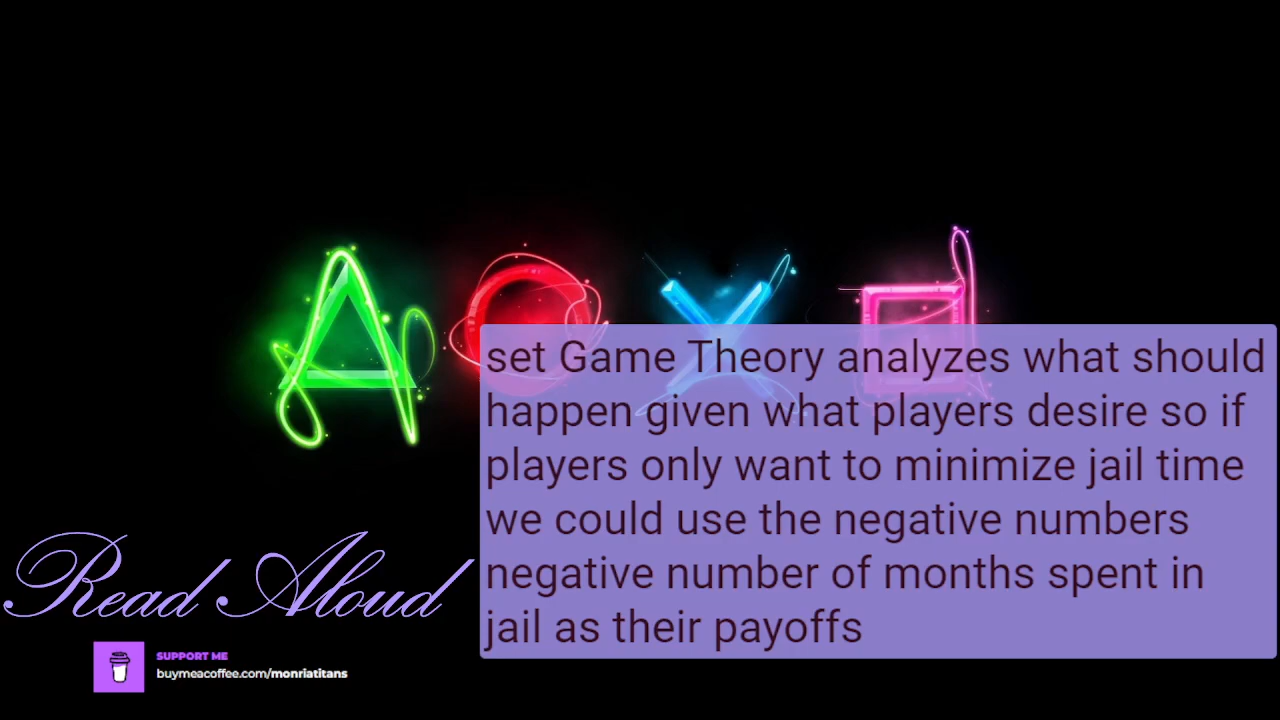 set Game Theory analyzes what should
happen given what players desire so if
players only want to minimize jail time
we could use the negative numbers
negative number of months spent in
jail as their payoffs
Read Aloud
SUPPORT ME
buymeacoffee.com/monriatitans